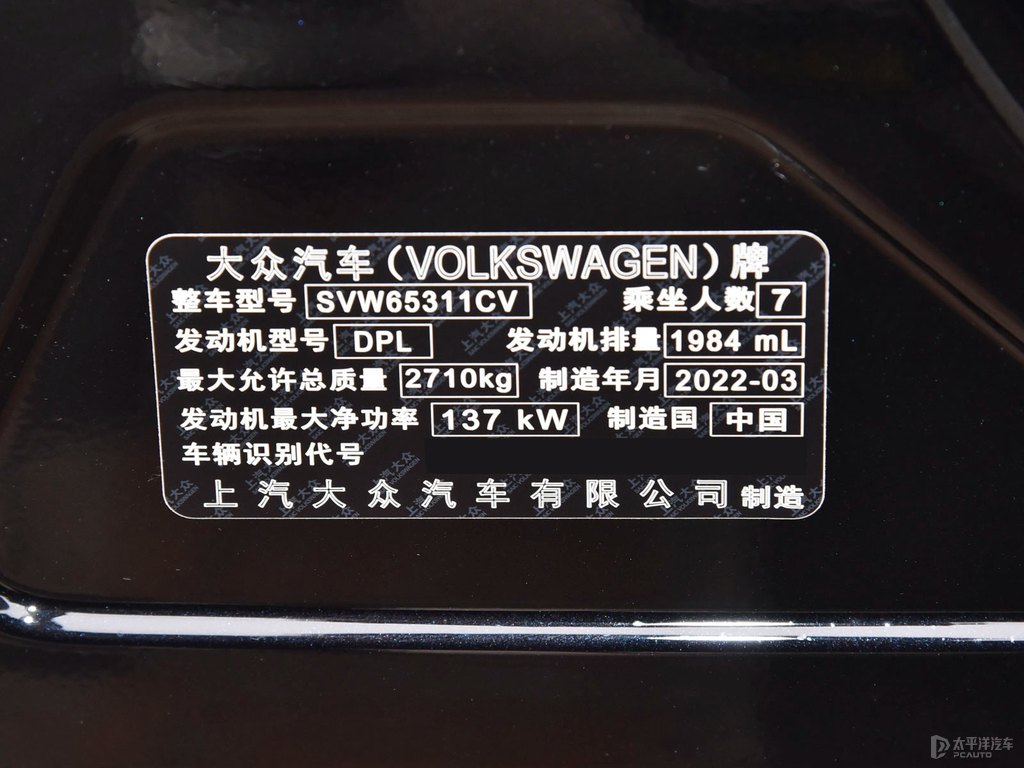 大众汽车(VOLKSWAGEN)牌
整车型号 SVW65311CV 乘坐人数 7
发动机型号 DPL 发动机排量 1984 mL
最大允许总质量 2710kg 制造年月 2022-03
发动机最大净功率 137 kW 制造国 中国
车辆识别代号
上汽大众汽车有限公司 制造
太平洋汽车
PCAUTO